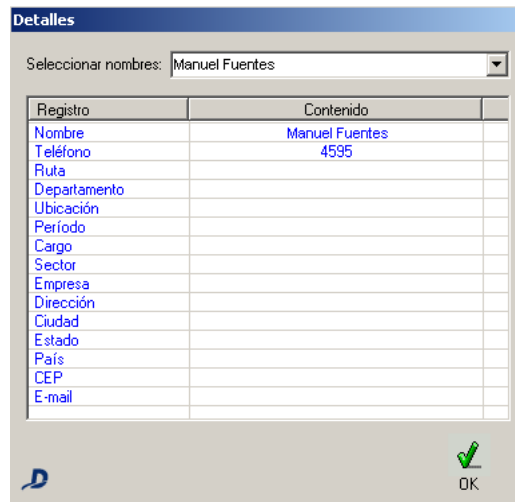 Detalles
Seleccionar nombres: Manuel Fuentes
Registro Contenido
Nombre Manuel Fuentes
Teléfono 4595
Ruta
Departamento
Ubicación
Período
Cargo
Sector
Empresa
Dirección
Ciudad
Estado
País
CEP
E-mail
OK